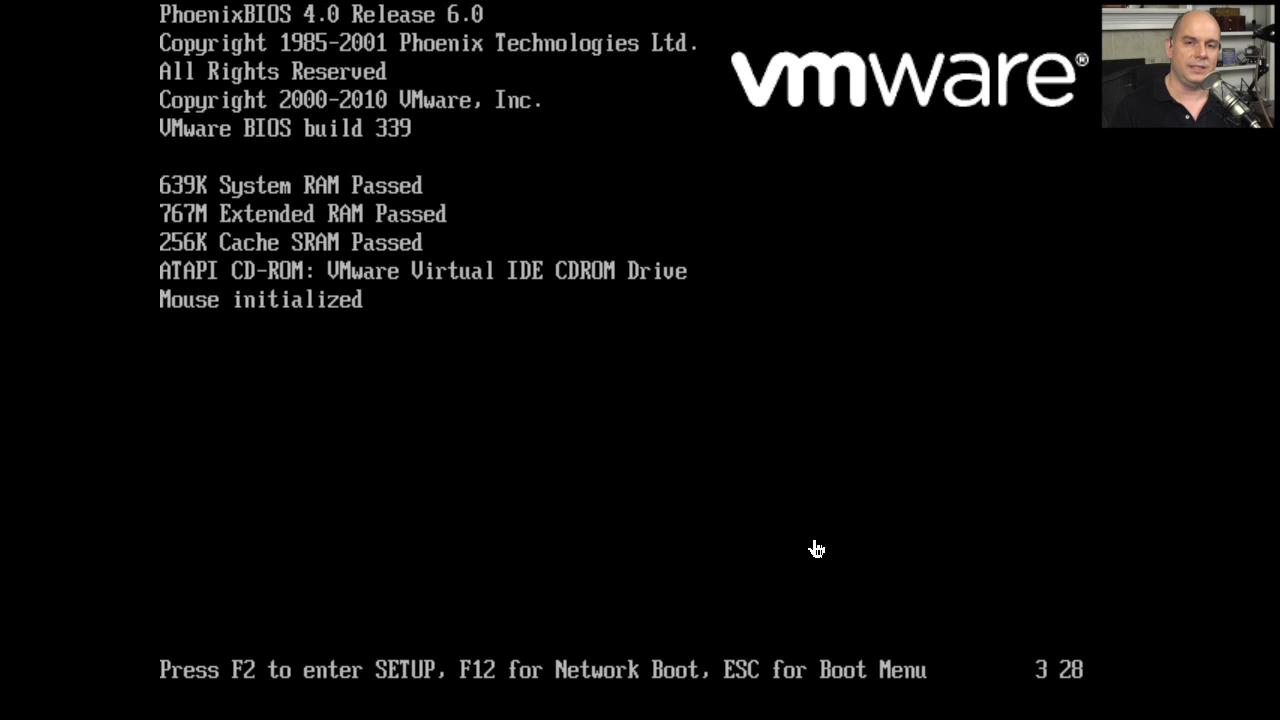 PhoenixBIOS 4.0 Release 6.0
Copyright 1985-2001 Phoenix Technologies Ltd.
All Rights Reserved
Copyright 2000-2010 VMware, Inc.
VMware BIOS build 339
vmware®
639K System RAM Passed
767M Extended RAM Passed
256K Cache SRAM Passed
ATAPI CD-ROM: VMware Virtual IDE CDROM Drive
Mouse initialized
Press F2 to enter SETUP, F12 for Network Boot, ESC for Boot Menu 3 28